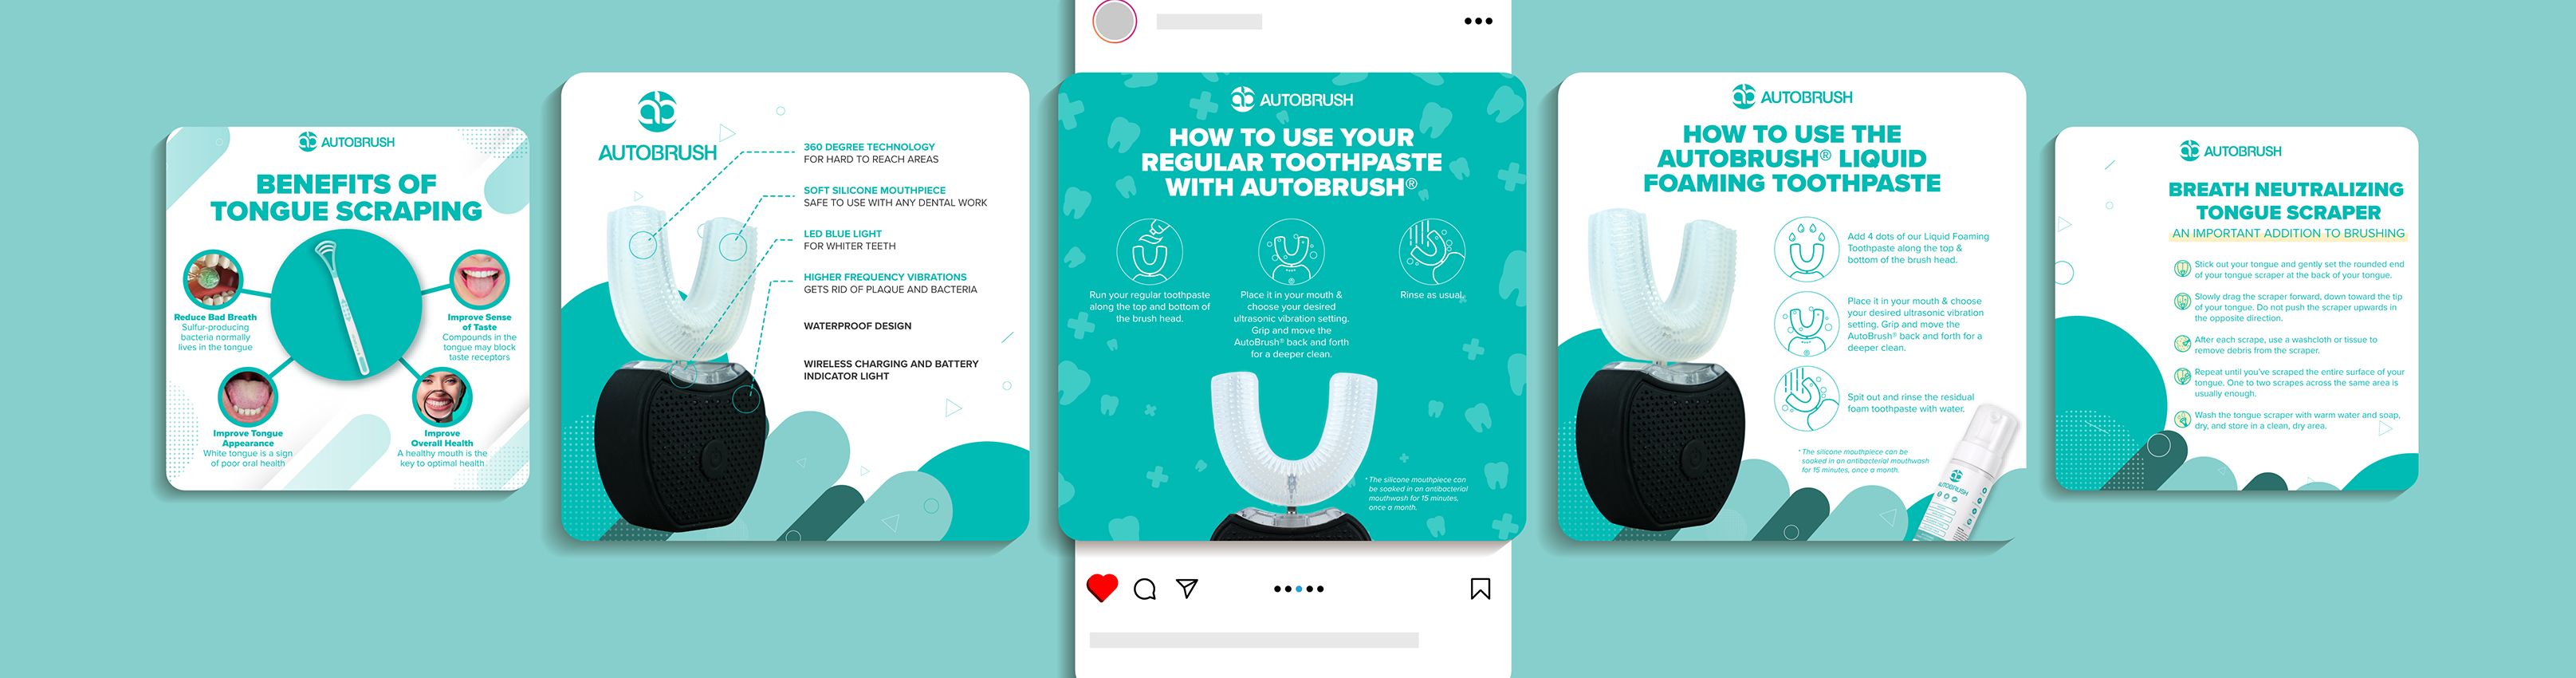 AUTOBRUSH
BENEFITS OF
TONGUE SCRAPING
Reduce Bad Breath
Sulfur-producing
bacteria normally
lives in the tongue
Improve Sense
of Taste
Compounds in the
tongue may block
taste receptors
Improve Tongue
Appearance
White tongue is a sign
of poor oral health
Improve
Overall Health
A healthy mouth is the
key to optimal health
ab
AUTOBRUSH
360 DEGREE TECHNOLOGY
FOR HARD TO REACH AREAS
SOFT SILICONE MOUTHPIECE
SAFE TO USE WITH ANY DENTAL WORK
LED BLUE LIGHT
FOR WHITER TEETH
HIGHER FREQUENCY VIBRATIONS
GETS RID OF PLAQUE AND BACTERIA
WATERPROOF DESIGN
WIRELESS CHARGING AND BATTERY
INDICATOR LIGHT
AUTOBRUSH
HOW TO USE YOUR
REGULAR TOOTHPASTE
WITH AUTOBRUSH®
Run your regular toothpaste
along the top and bottom of
the brush head.
Place it in your mouth &
choose your desired
ultrasonic vibration setting.
Grip and move the
AutoBrush® back and forth
for a deeper clean.
Rinse as usual.
* The silicone mouthpiece can
be soaked in an antibacterial
mouthwash for 15 minutes,
once a month.
AUTOBRUSH
HOW TO USE THE
AUTOBRUSH® LIQUID
FOAMING TOOTHPASTE
Add 4 dots of our Liquid Foaming
Toothpaste along the top &
bottom of the brush head.
Place it in your mouth & choose
your desired ultrasonic vibration
setting. Grip and move the
AutoBrush® back and forth for a
deeper clean.
Spit out and rinse the residual
foam toothpaste with water.
* The silicone mouthpiece can be
soaked in an antibacterial mouthwash
for 15 minutes, once a month.
AUTOBRUSH
AUTOBRUSH
BREATH NEUTRALIZING
TONGUE SCRAPER
AN IMPORTANT ADDITION TO BRUSHING
Stick out your tongue and gently set the rounded end
of your tongue scraper at the back of your tongue.
Slowly drag the scraper forward, down toward the tip
of your tongue. Do not push the scraper upwards in
the opposite direction.
After each scrape, use a washcloth or tissue to
remove debris from the scraper.
Repeat until you've scraped the entire surface of your
tongue. One to two scrapes across the same area is
usually enough.
Wash the tongue scraper with warm water and soap,
dry, and store in a clean, dry area.